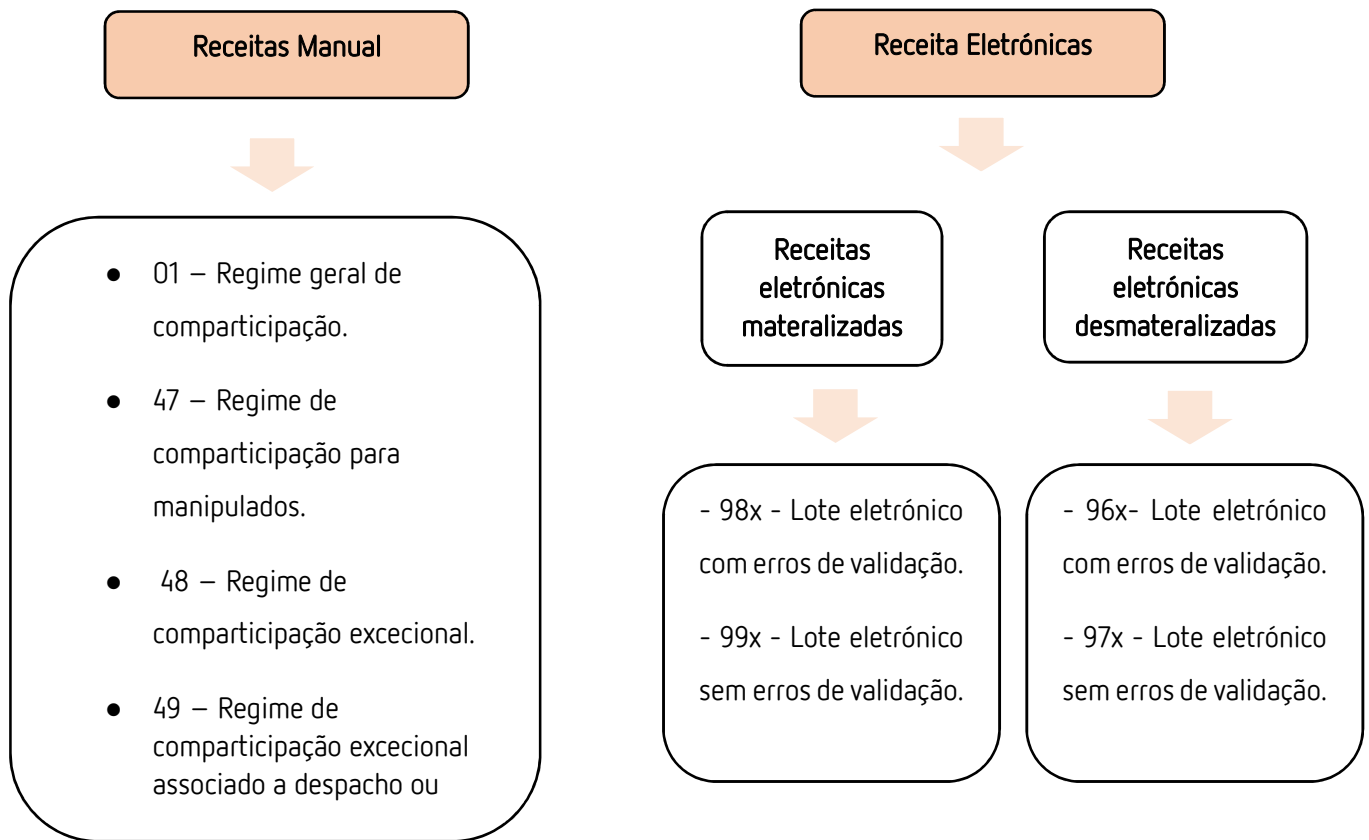 Receitas Manual
● 01 – Regime geral de
comparticipação.
● 47 – Regime de
comparticipação para
manipulados.
● 48 – Regime de
comparticipação excecional.
● 49 – Regime de
comparticipação excecional
associado a despacho ou
Receita Eletrónicas
Receitas
eletrónicas
materalizadas
- 98x - Lote eletrónico
com erros de validação.
- 99x - Lote eletrónico
sem erros de validação.
Receitas
eletrónicas
desmateralizadas
- 96x- Lote eletrónico
com erros de validação.
- 97x - Lote eletrónico
sem erros de validação.